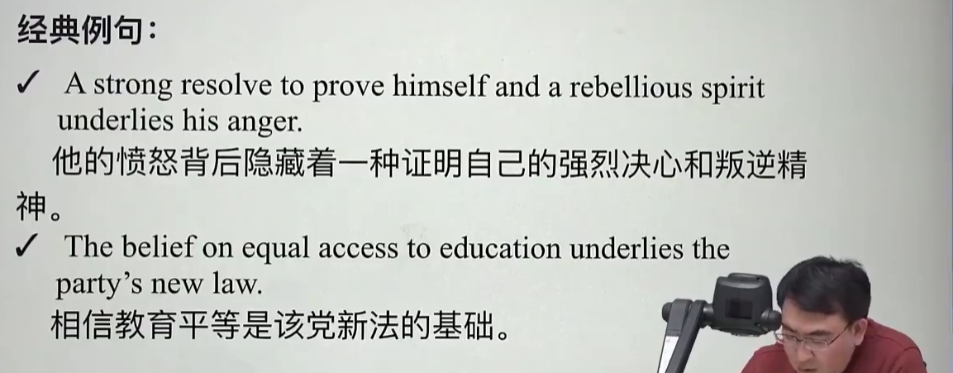 经典例句：
✓ A strong resolve to prove himself and a rebellious spirit
underlies his anger.
他的愤怒背后隐藏着一种证明自己的强烈决心和叛逆精
神。
✓ The belief on equal access to education underlies the
party’s new law.
相信教育平等是该党新法的基础。